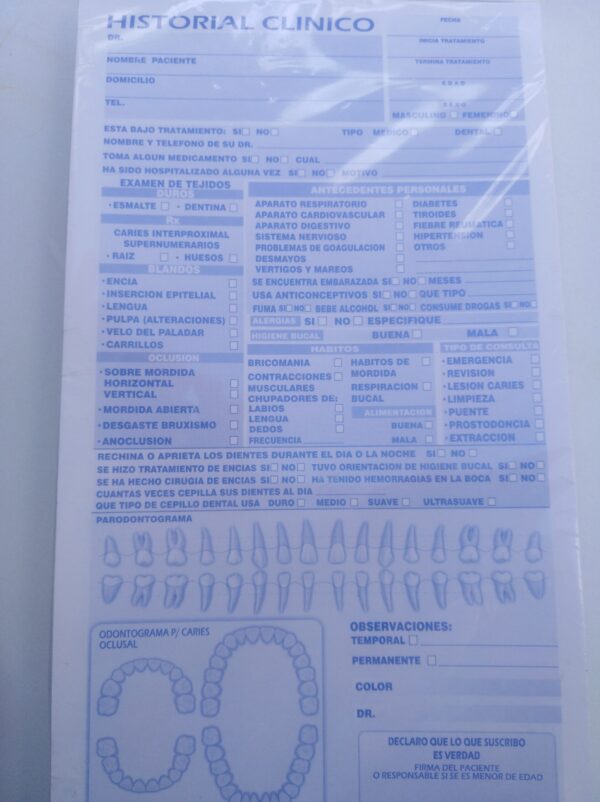 HISTORIAL CLINICO
DR.
FECHA
INICIA TRATAMIENTO
NOMBRE PACIENTE
TERMINA TRATAMIENTO
DOMICILIO
EDAD
TEL.
SEXO
MASCULINO FEMENINO
ESTA BAJO TRATAMIENTO: SI NO TIPO MEDICO DENTAL
NOMBRE Y TELEFONO DE SU DR.
TOMA ALGUN MEDICAMENTO SI NO CUAL
HA SIDO HOSPITALIZADO ALGUNA VEZ SI NO MOTIVO
EXAMEN DE TEJIDOS
DUROS
· ESMALTE · DENTINA
Rx
CARIES INTERPROXIMAL
SUPERNUMERARIOS
· RAIZ · HUESOS
BLANDOS
· ENCIA
· INSERCION EPITELIAL
· LENGUA
· PULPA (ALTERACIONES)
· VELO DEL PALADAR
· CARRILLOS
OCLUSION
· SOBRE MORDIDA
HORIZONTAL
VERTICAL
· MORDIDA ABIERTA
· DESGASTE BRUXISMO
· ANOCLUSION
ANTECEDENTES PERSONALES
APARATO RESPIRATORIO
APARATO CARDIOVASCULAR
APARATO DIGESTIVO
SISTEMA NERVIOSO
PROBLEMAS DE COAGULACION
DESMAYOS
VERTIGOS Y MAREOS
DIABETES
TIROIDES
FIEBRE REUMATICA
HIPERTENSION
OTROS
SE ENCUENTRA EMBARAZADA SI NO MESES
USA ANTICONCEPTIVOS SI NO QUE TIPO
FUMA SI NO BEBE ALCOHOL SI NO CONSUME DROGAS SI NO
ALERGIAS SI NO ESPECIFIQUE
HIGIENE BUCAL BUENA MALA
HABITOS
BRICOMANIA
CONTRACCIONES
MUSCULARES
CHUPADORES DE:
LABIOS
LENGUA
DEDOS
FRECUENCIA
HABITOS DE
MORDIDA
RESPIRACION
BUCAL
ALIMENTACION
BUENA
MALA
TIPO DE CONSULTA
· EMERGENCIA
· REVISION
· LESION CARIES
· LIMPIEZA
· PUENTE
· PROSTODONCIA
· EXTRACCION
RECHINA O APRIETA LOS DIENTES DURANTE EL DIA O LA NOCHE SI NO
SE HIZO TRATAMIENTO DE ENCIAS SI NO TUVO ORIENTACION DE HIGIENE BUCAL SI NO
SE HA HECHO CIRUGIA DE ENCIAS SI NO HA TENIDO HEMORRAGIAS EN LA BOCA SI NO
CUANTAS VECES CEPILLA SUS DIENTES AL DIA
QUE TIPO DE CEPILLO DENTAL USA DURO MEDIO SUAVE ULTRASUAVE
PARODONTOGRAMA
ODONTOGRAMA P/ CARIES
OCLUSAL
OBSERVACIONES:
TEMPORAL
PERMANENTE
COLOR
DR.
DECLARO QUE LO QUE SUSCRIBO
ES VERDAD
FIRMA DEL PACIENTE
O RESPONSABLE SI SE ES MENOR DE EDAD